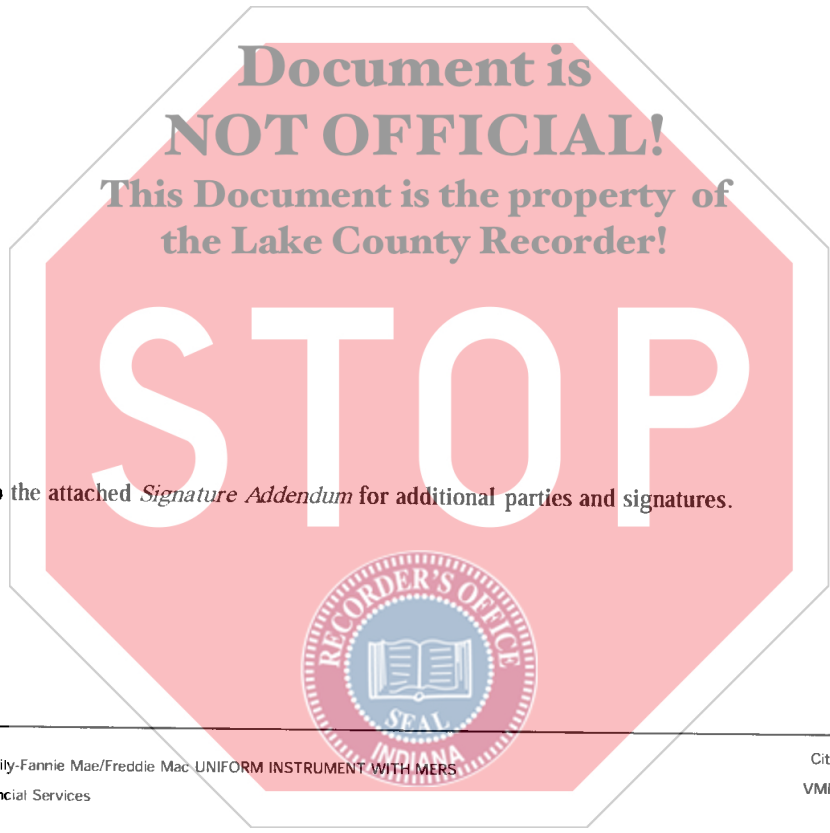 Document is
NOT OFFICIAL!
This Document is the property of
the Lake County Recorder!
STOP
the attached Signature Addendum for additional parties and signatures.
RECORDER'S OFFICE
SEAL
INDIANA
ily-Fannie Mae/Freddie Mac UNIFORM INSTRUMENT WITH MERS
Cit
ncial Services
VM